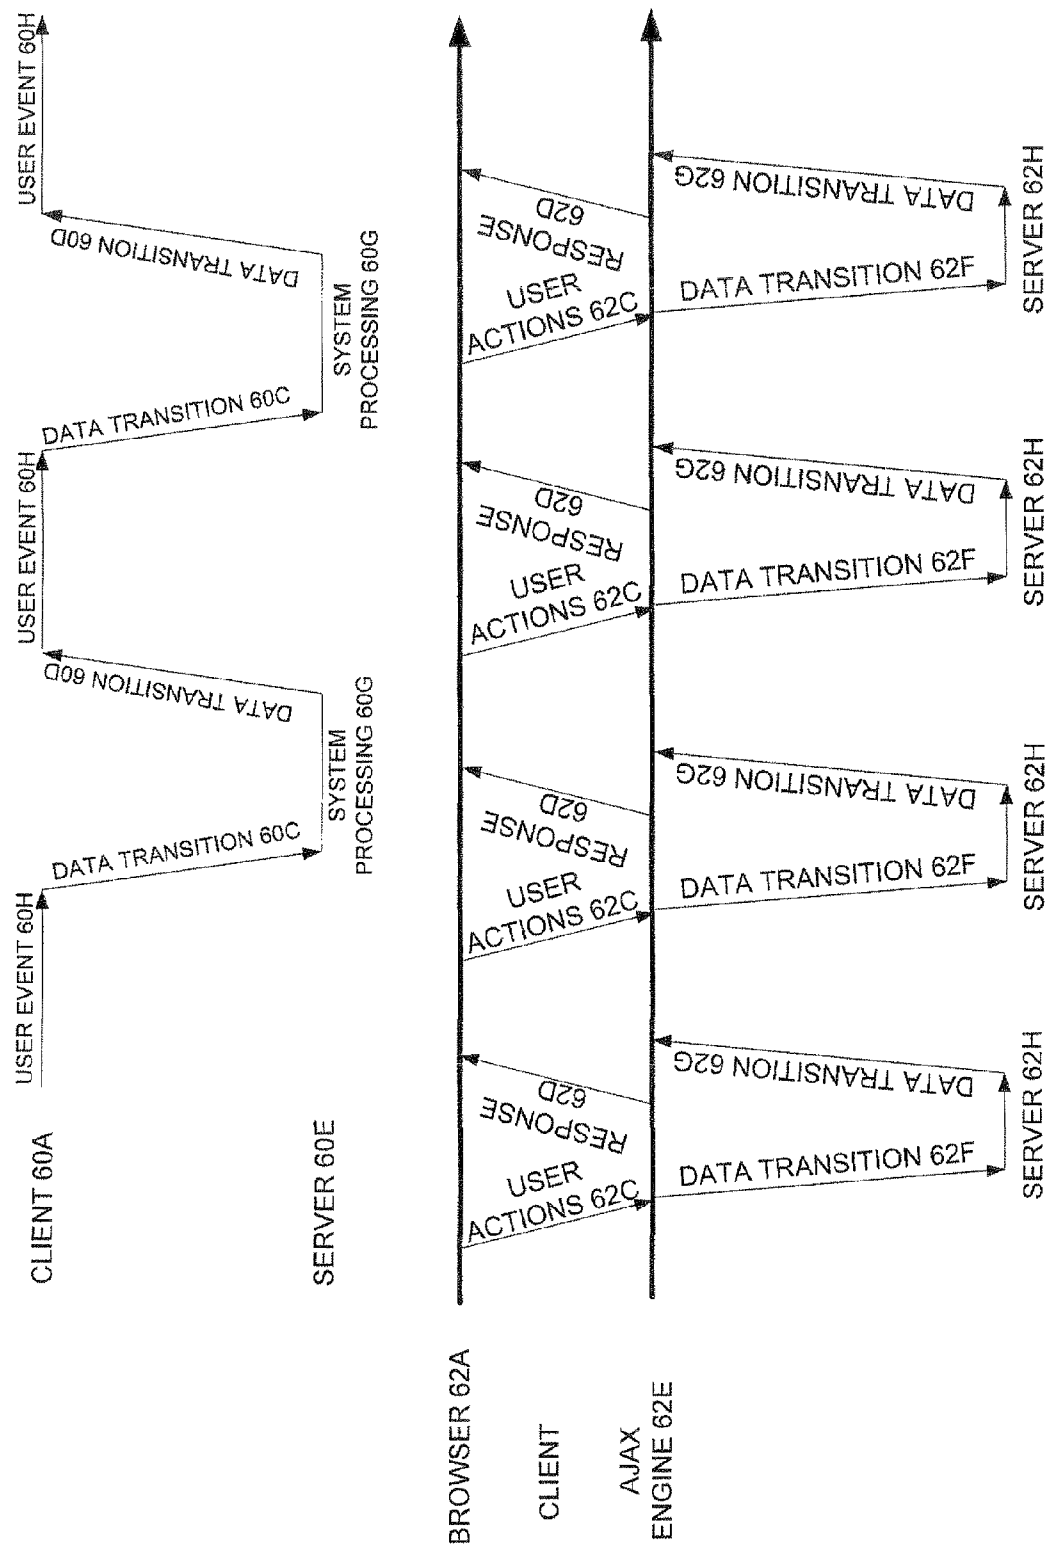 CLIENT 60A
USER EVENT 60H
DATA TRANSITION 60C
DATA TRANSITION 60D
USER EVENT 60H
DATA TRANSITION 60C
DATA TRANSITION 60D
USER EVENT 60H
SERVER 60E
SYSTEM
PROCESSING 60G
SYSTEM
PROCESSING 60G
BROWSER 62A
CLIENT
AJAX
ENGINE 62E
USER
ACTIONS 62C
RESPONSE
62D
USER
ACTIONS 62C
RESPONSE
62D
USER
ACTIONS 62C
RESPONSE
62D
USER
ACTIONS 62C
RESPONSE
62D
DATA TRANSITION 62F
DATA TRANSITION 62G
DATA TRANSITION 62F
DATA TRANSITION 62G
DATA TRANSITION 62F
DATA TRANSITION 62G
DATA TRANSITION 62F
DATA TRANSITION 62G
SERVER 62H
SERVER 62H
SERVER 62H
SERVER 62H